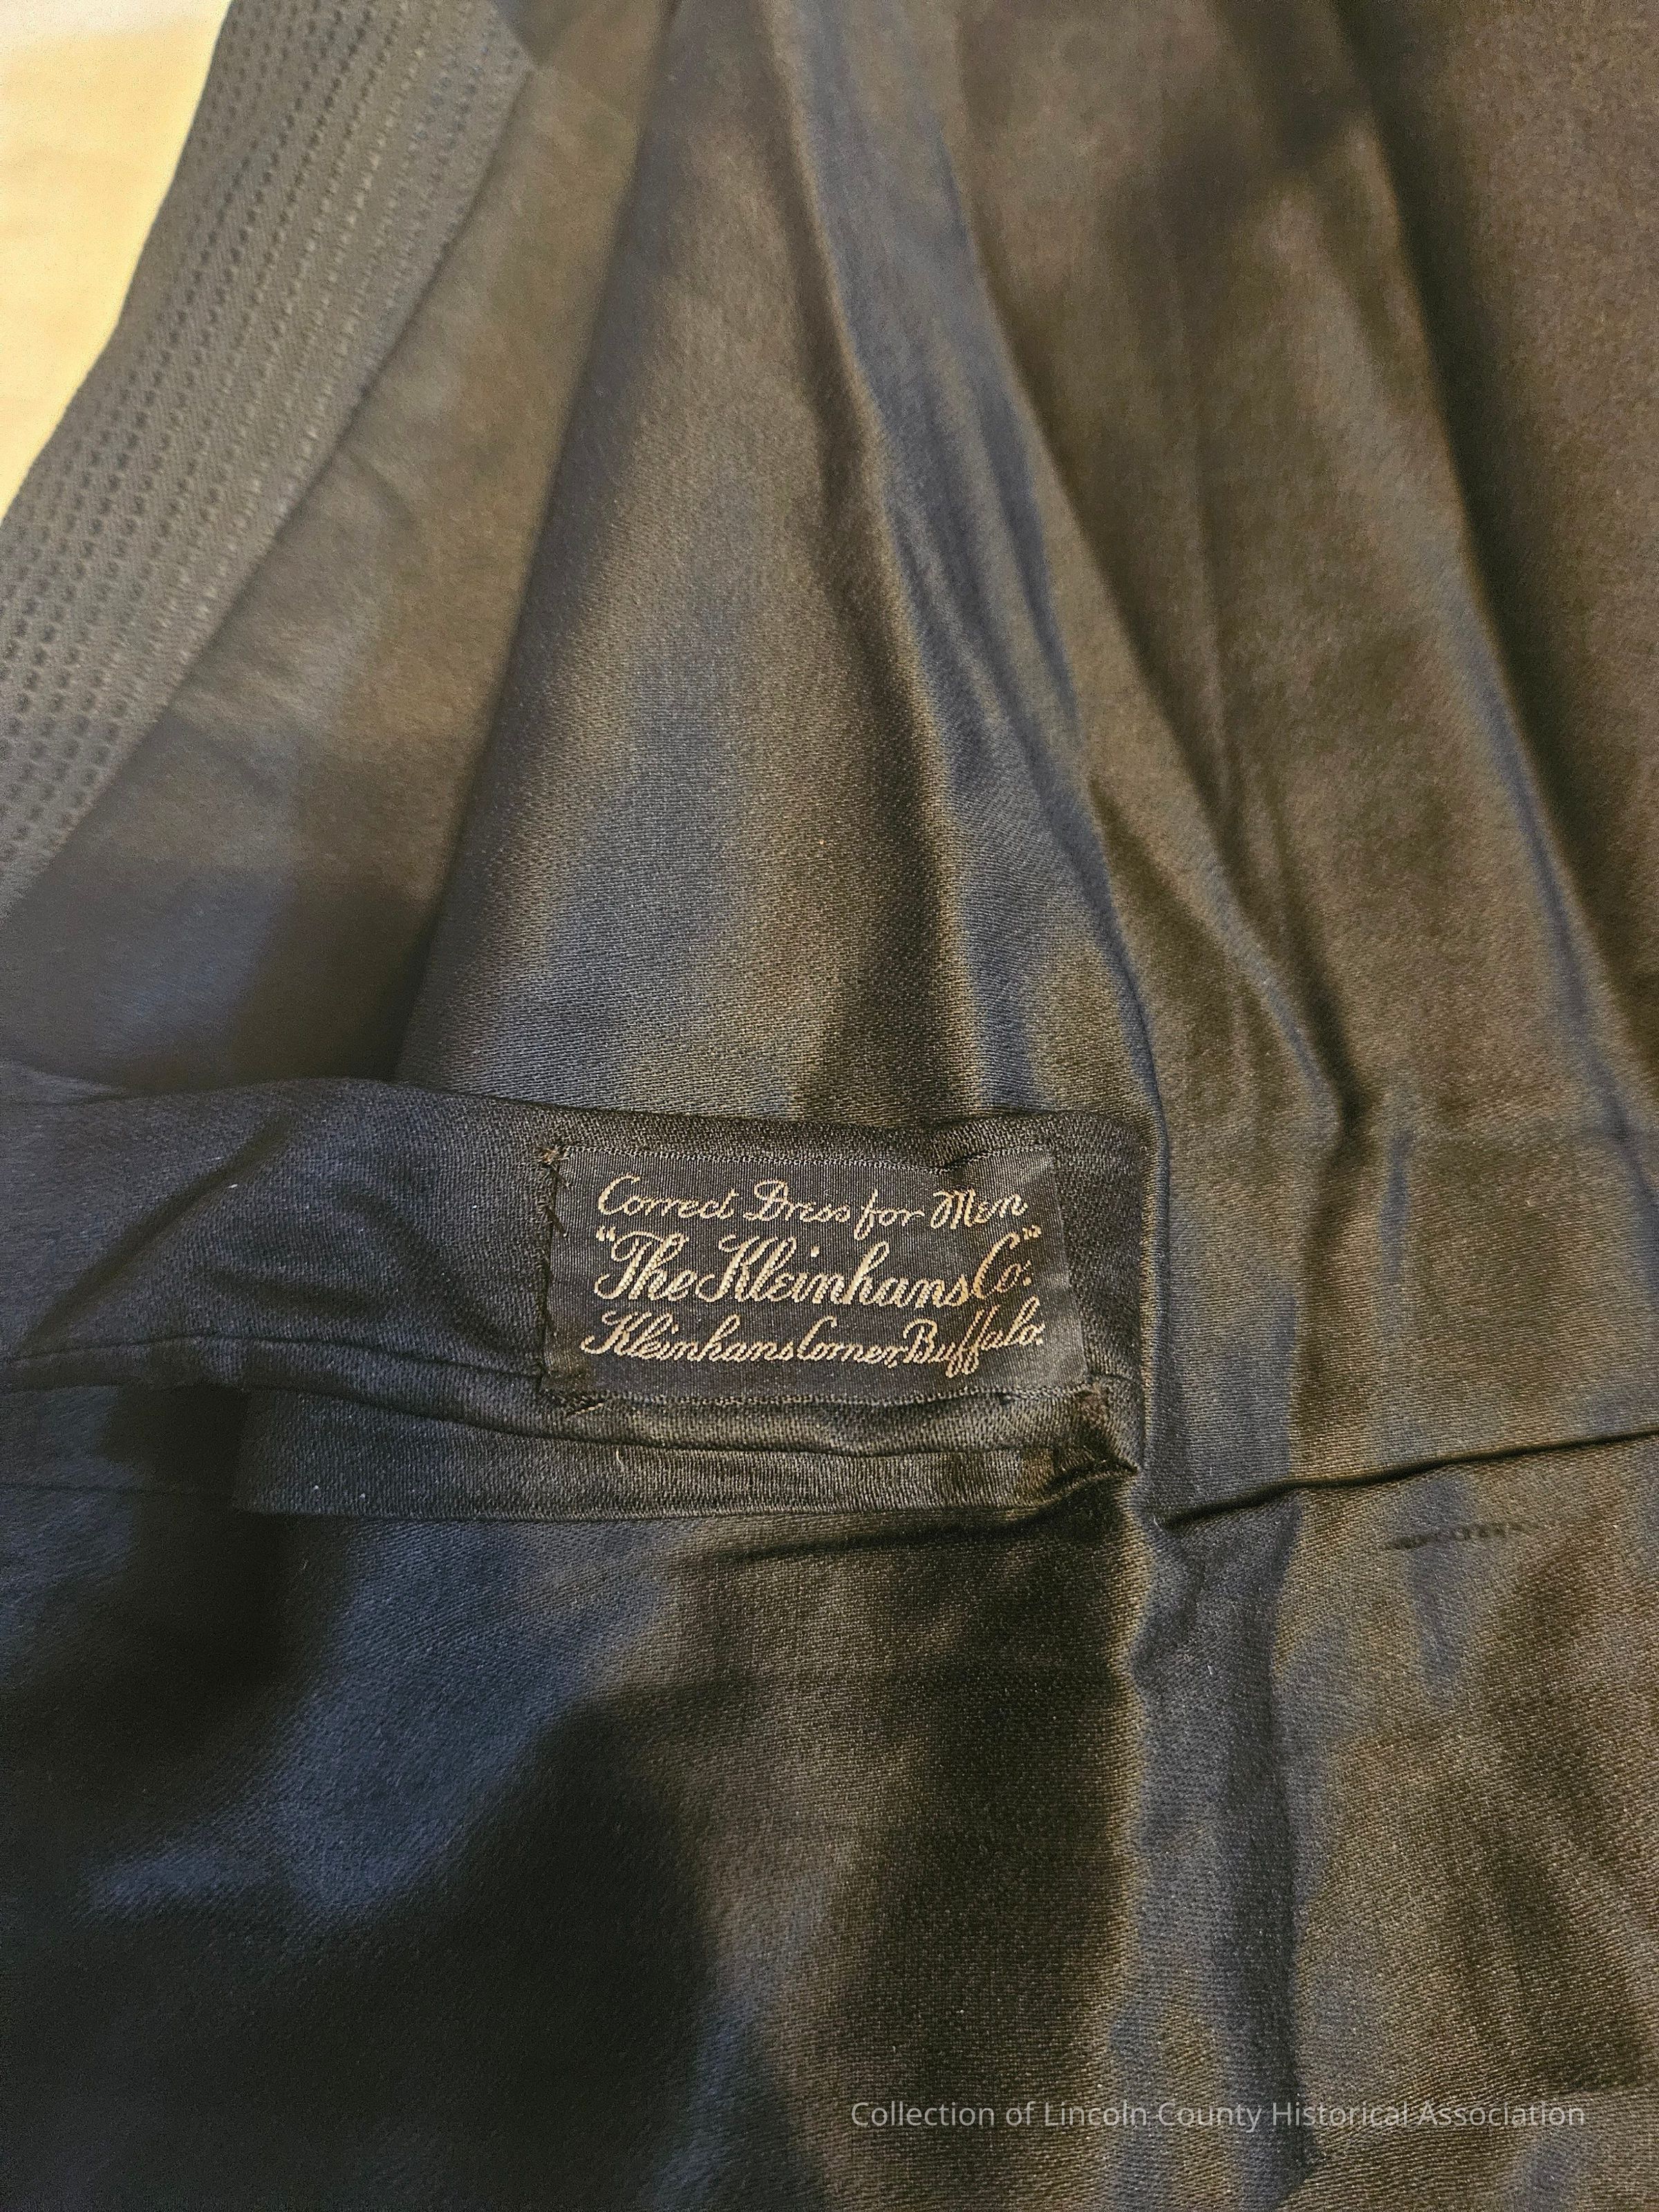 Correct Dress for Men
"The Kleinhans Co."
Kleinhans Corner, Buffalo.
Collection of Lincoln County Historical Association